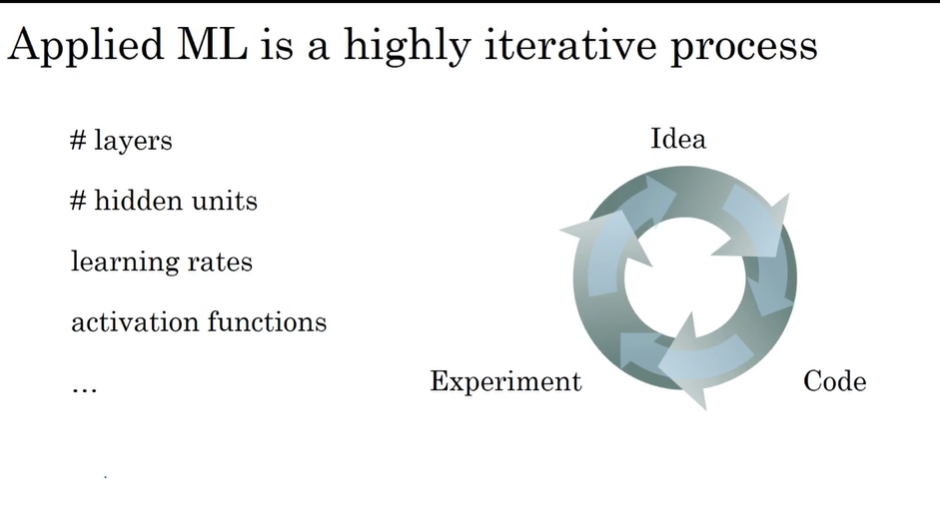 Applied ML is a highly iterative process
# layers
# hidden units
learning rates
activation functions
...
Idea
Experiment
Code